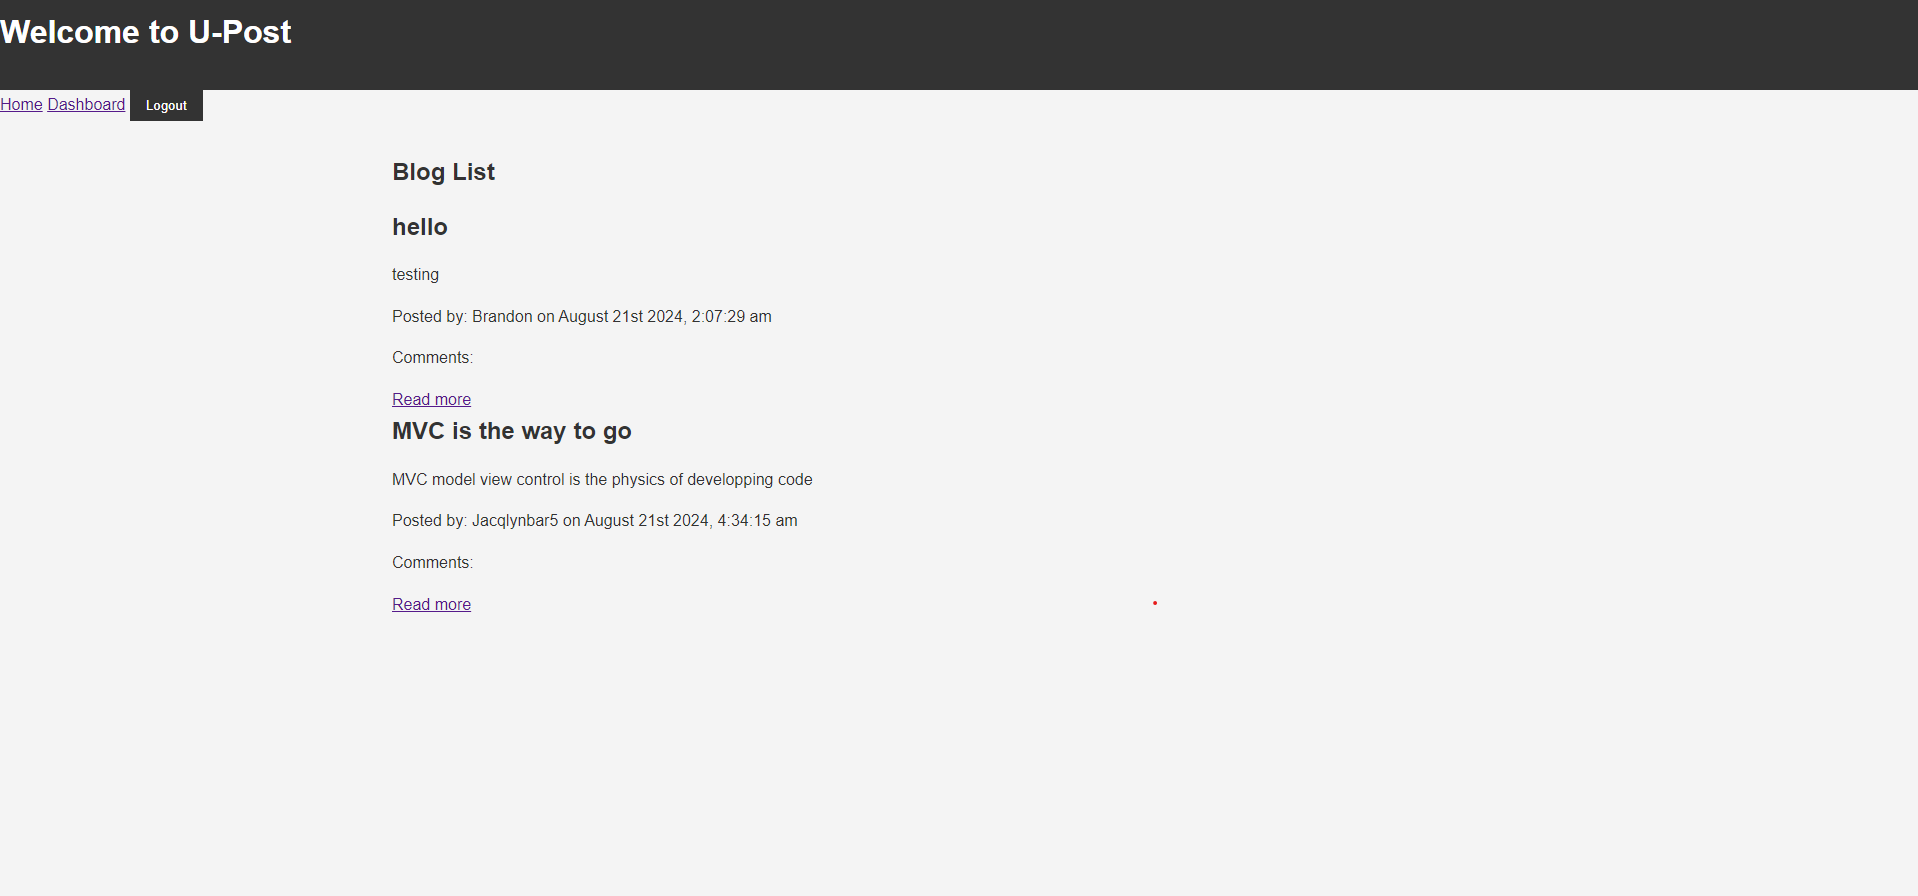 Welcome to U-Post
Home Dashboard Logout
Blog List
hello
testing
Posted by: Brandon on August 21st 2024, 2:07:29 am
Comments:
Read more
MVC is the way to go
MVC model view control is the physics of developping code
Posted by: Jacqlynbar5 on August 21st 2024, 4:34:15 am
Comments:
Read more